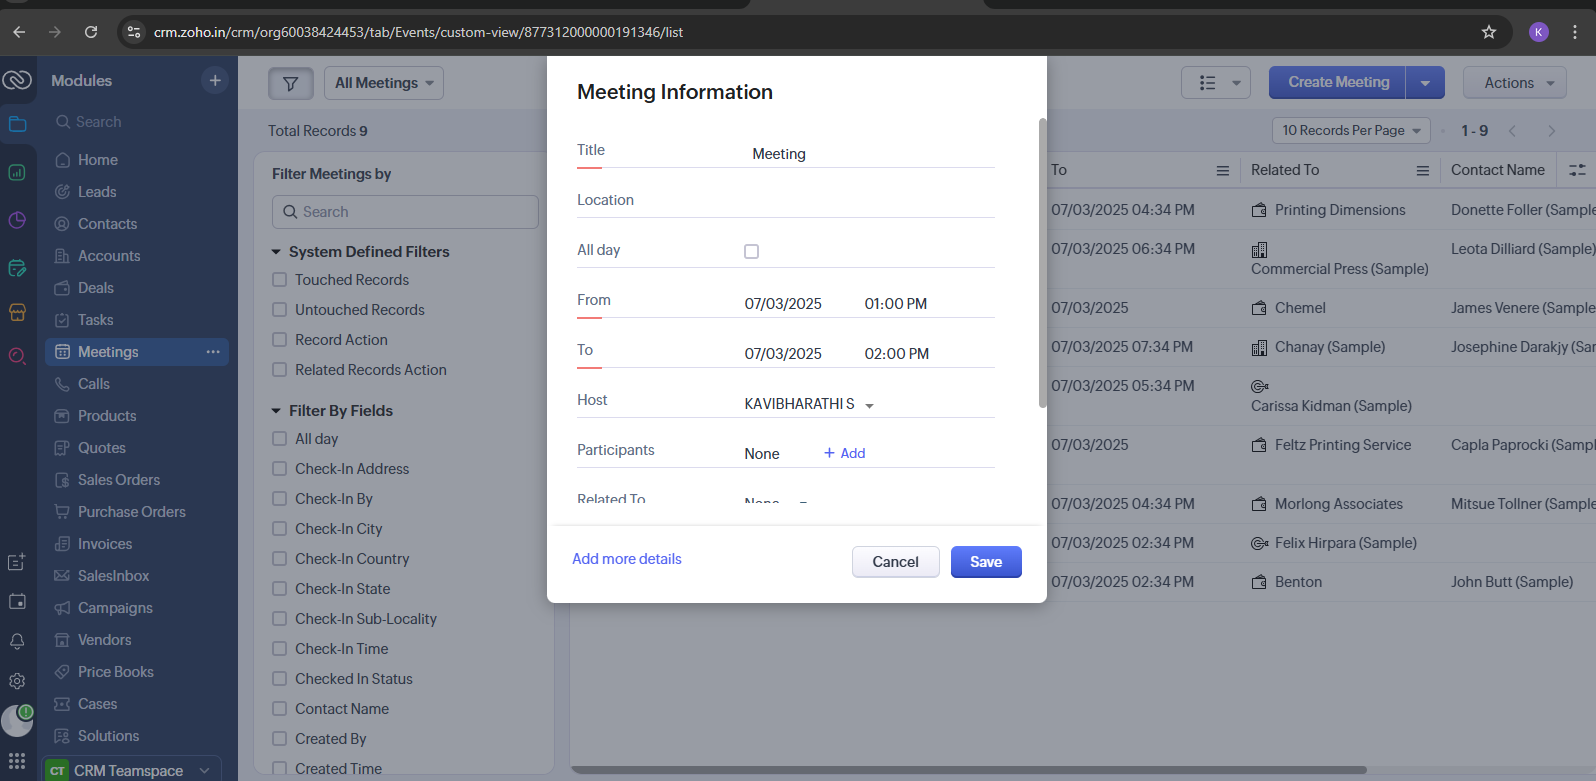 crm.zoho.in/crm/org60038424453/tab/Events/custom-view/877312000000191346/list
K
Modules
Search
Home
Leads
Contacts
Accounts
Deals
Tasks
Meetings
Calls
Products
Quotes
Sales Orders
Purchase Orders
Invoices
SalesInbox
Campaigns
Vendors
Price Books
Cases
Solutions
CT CRM Teamspace
All Meetings
Create Meeting
Actions
Total Records 9
10 Records Per Page
1 - 9
Filter Meetings by
Search
System Defined Filters
Touched Records
Untouched Records
Record Action
Related Records Action
Filter By Fields
All day
Check-In Address
Check-In By
Check-In City
Check-In Country
Check-In State
Check-In Sub-Locality
Check-In Time
Checked In Status
Contact Name
Created By
Created Time
Meeting Information
Title Meeting
Location
All day
From 07/03/2025 01:00 PM
To 07/03/2025 02:00 PM
Host KAVIBHARATHI S
Participants None + Add
Related To None
Add more details
Cancel
Save
To Related To Contact Name
07/03/2025 04:34 PM Printing Dimensions Donette Foller (Sample
07/03/2025 06:34 PM Commercial Press (Sample) Leota Dilliard (Sample)
07/03/2025 Chemel James Venere (Sample
07/03/2025 07:34 PM Chanay (Sample) Josephine Darakjy (Sar
07/03/2025 05:34 PM Carissa Kidman (Sample)
07/03/2025 Feltz Printing Service Capla Paprocki (Sample
07/03/2025 04:34 PM Morlong Associates Mitsue Tollner (Sample
07/03/2025 02:34 PM Felix Hirpara (Sample)
07/03/2025 02:34 PM Benton John Butt (Sample)